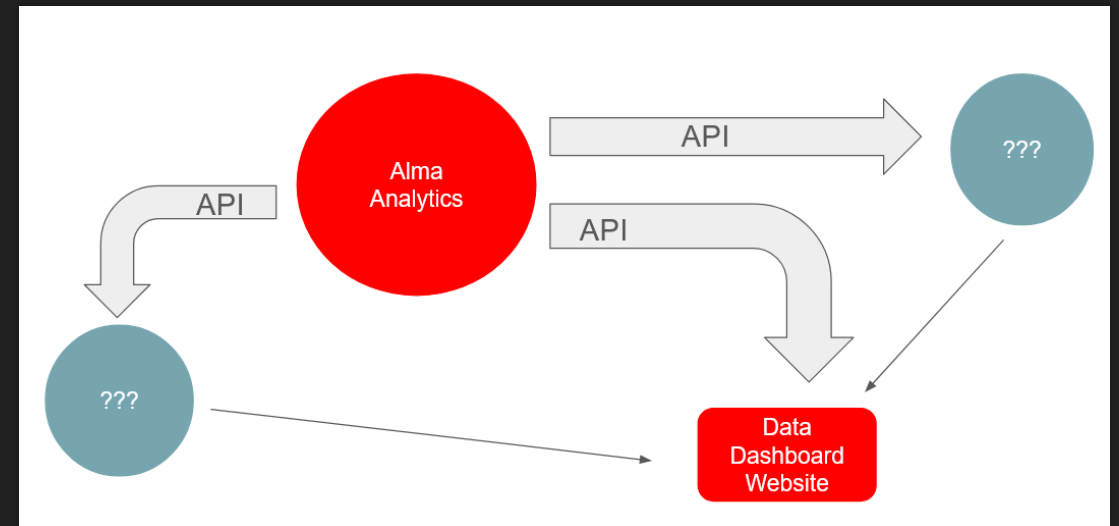 API
???
Alma
Analytics
API
API
???
Data
Dashboard
Website